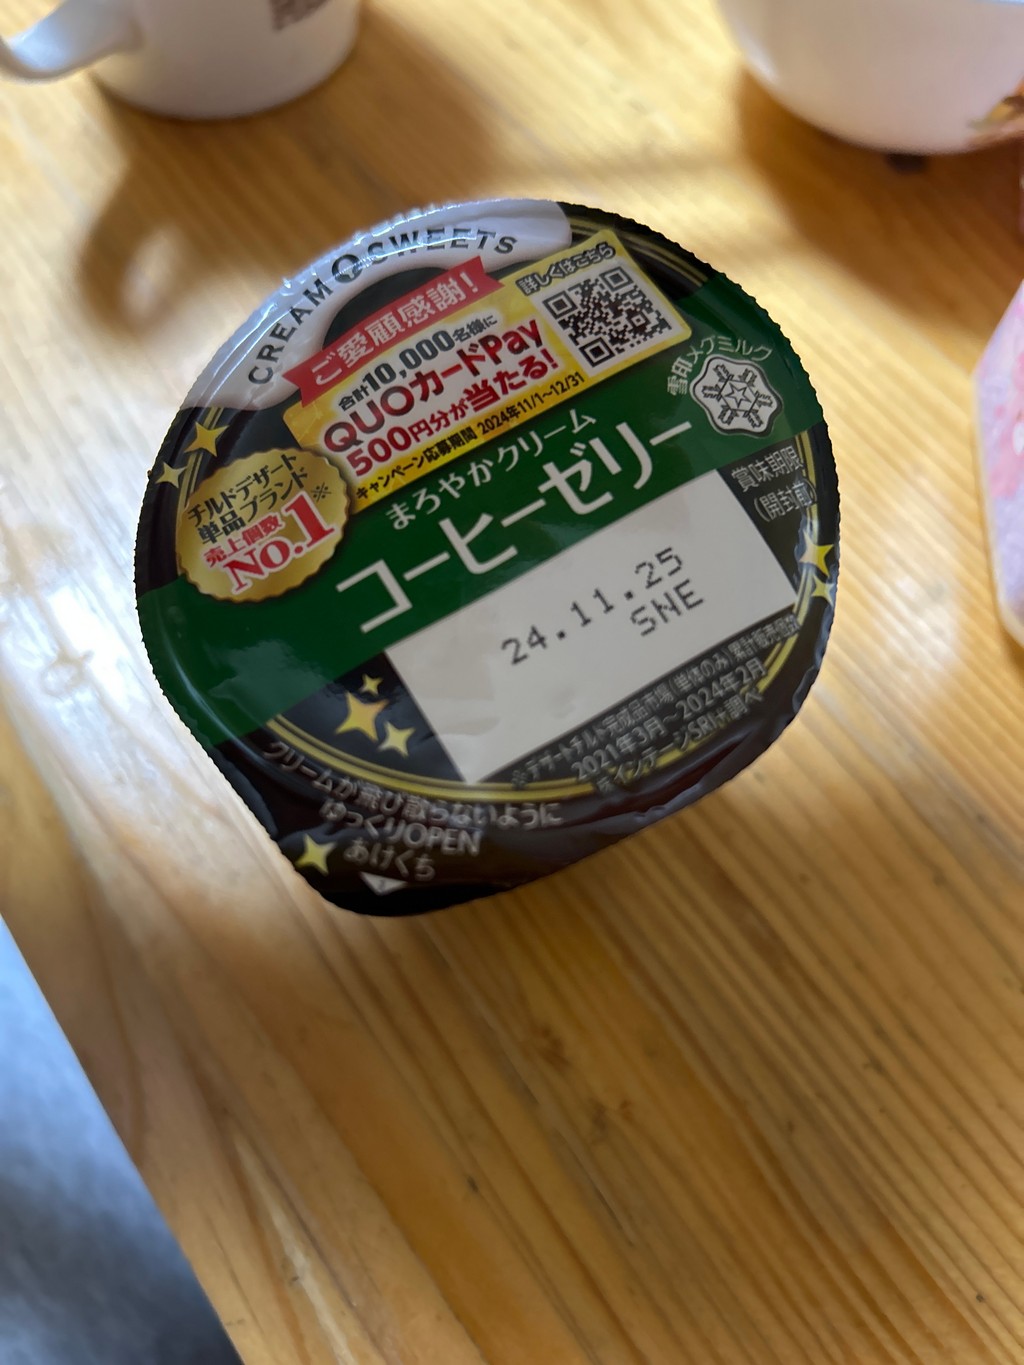 CREAM SWEETS
ご愛顧感謝!
詳しくはこちら
合計10,000名様に
QUOカードPay
500円分が当たる!
キャンペーン応募期間 2024年11/1~12/31
雪印メグミルク
チルドデザート
単品ブランド※
売上個数
NO.1
まろやかクリーム
コーヒーゼリー
賞味期限
(開封前)
24.11.25
SNE
※デザートチルド完成品市場(単体のみ)累計販売個数
2021年3月~2024年2月
インテージSRI+調べ
クリームが飛び散らないように
ゆっくりOPEN
あけくち